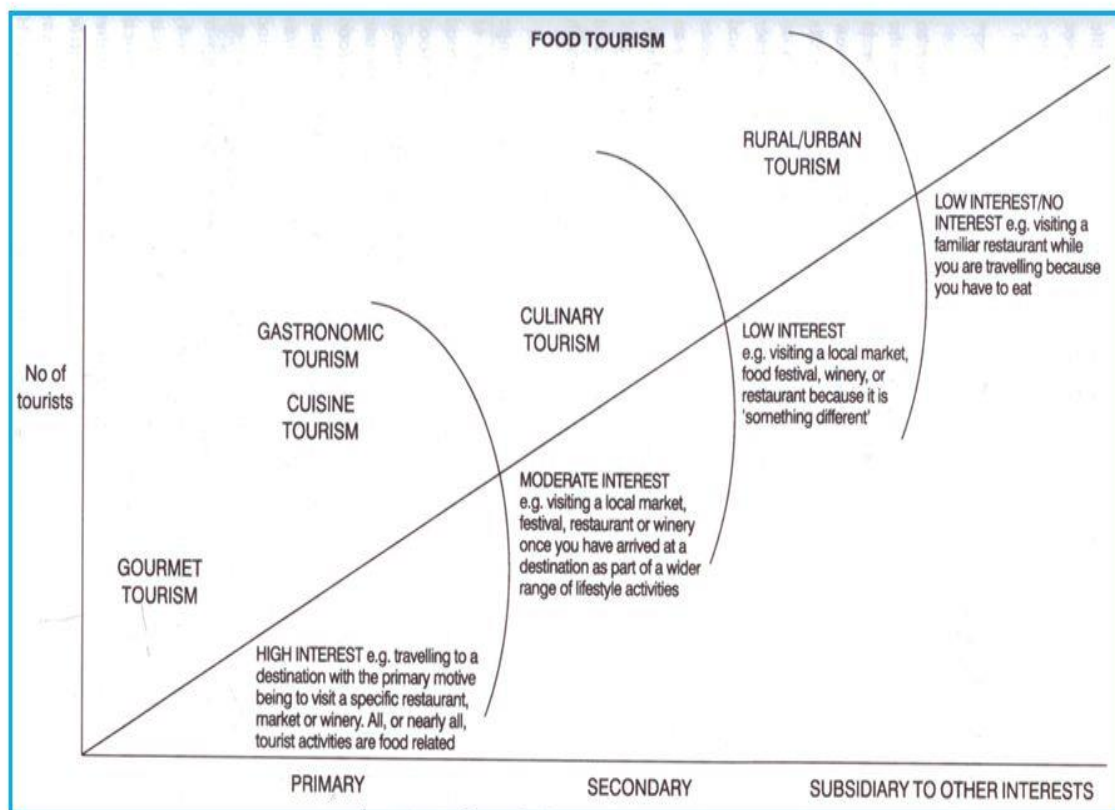 FOOD TOURISM
RURAL/URBAN
TOURISM
LOW INTEREST/NO
INTEREST e.g. visiting a
familiar restaurant while
you are travelling because
you have to eat
GASTRONOMIC
TOURISM
CUISINE
TOURISM
CULINARY
TOURISM
LOW INTEREST
e.g. visiting a local market,
food festival, winery, or
restaurant because it is
'something different'
No of
tourists
MODERATE INTEREST
e.g. visiting a local market,
festival, restaurant or winery
once you have arrived at a
destination as part of a wider
range of lifestyle activities
GOURMET
TOURISM
HIGH INTEREST e.g. travelling to a
destination with the primary motive
being to visit a specific restaurant,
market or winery. All, or nearly all,
tourist activities are food related
PRIMARY
SECONDARY
SUBSIDIARY TO OTHER INTERESTS